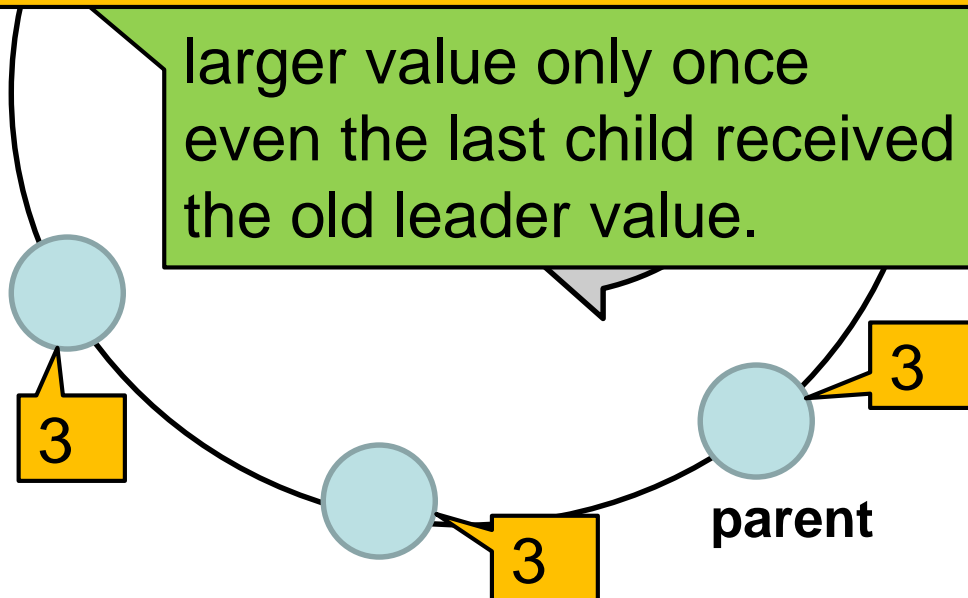 larger value only once
even the last child received
the old leader value.
3
3
3
parent